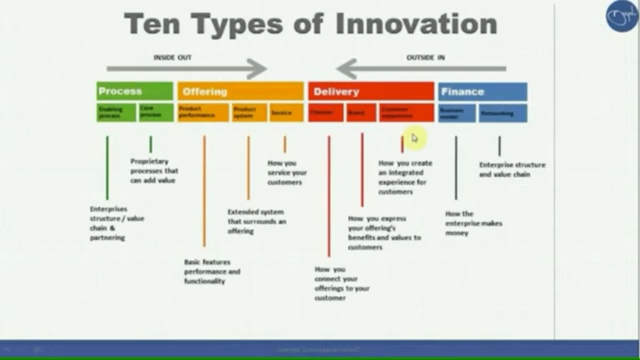 Ten Types of Innovation
INSIDE OUT
OUTSIDE IN
Process
Offering
Delivery
Finance
Enabling
process
Core
process
Product
performance
Product
system
Service
Channel
Brand
Customer
experience
Business
model
Networking
Proprietary
processes that
can add value
How you
service your
customers
How you create
an integrated
experience for
customers
Enterprise structure
and value chain
Enterprises
structure / value
chain &
partnering
Extended system
that surrounds an
offering
How you express
your offering's
benefits and values to
customers
How the
enterprise makes
money
Basic features
performance and
functionality
How you
connect your
offerings to your
customer